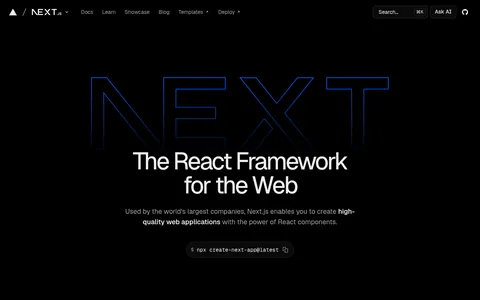 / NEXT.JS Docs Learn Showcase Blog Templates Deploy Search... ⌘K Ask AI
NEXT
The React Framework
for the Web
Used by the world's largest companies, Next.js enables you to create high-
quality web applications with the power of React components.
$ npx create-next-app@latest